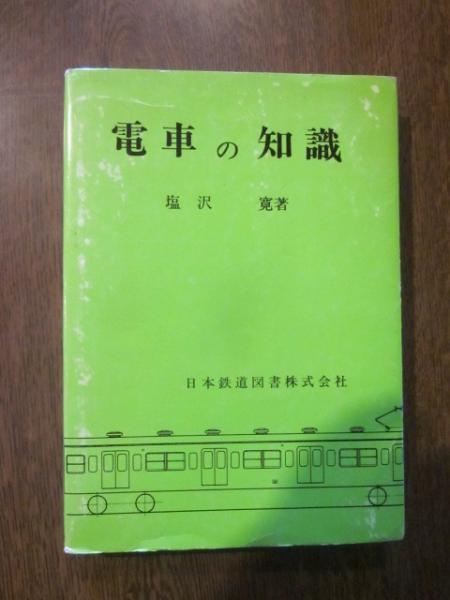 電車の知識
塩沢 寛著
日本鉄道図書株式会社